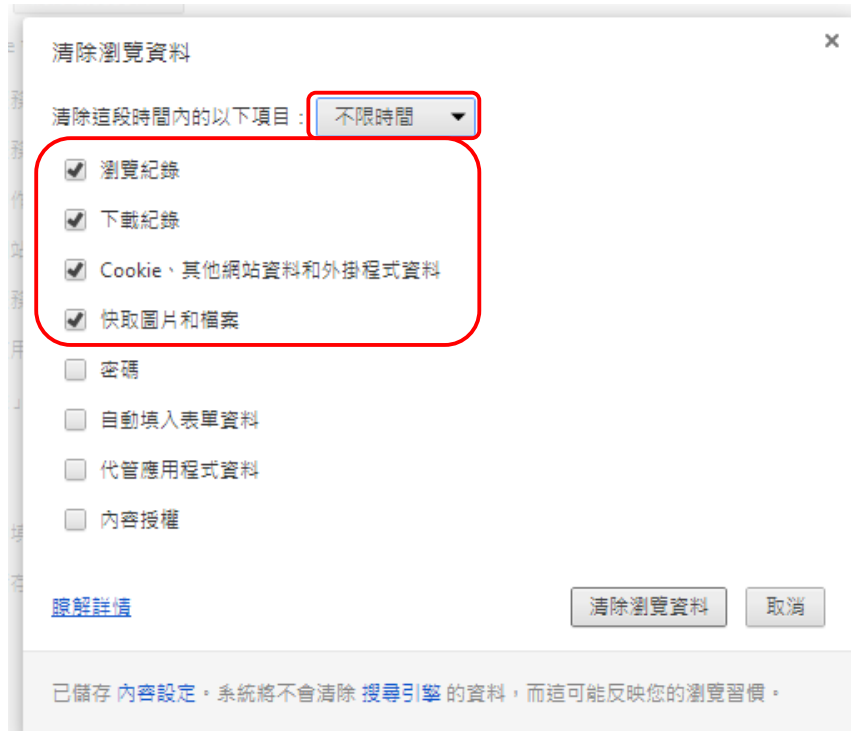 清除瀏覽資料
清除這段時間內的以下項目： 不限時間
瀏覽紀錄
下載紀錄
Cookie、其他網站資料和外掛程式資料
快取圖片和檔案
密碼
自動填入表單資料
代管應用程式資料
內容授權
瞭解詳情 清除瀏覽資料 取消
已儲存 內容設定。系統將不會清除 搜尋引擎 的資料，而這可能反映您的瀏覽習慣。